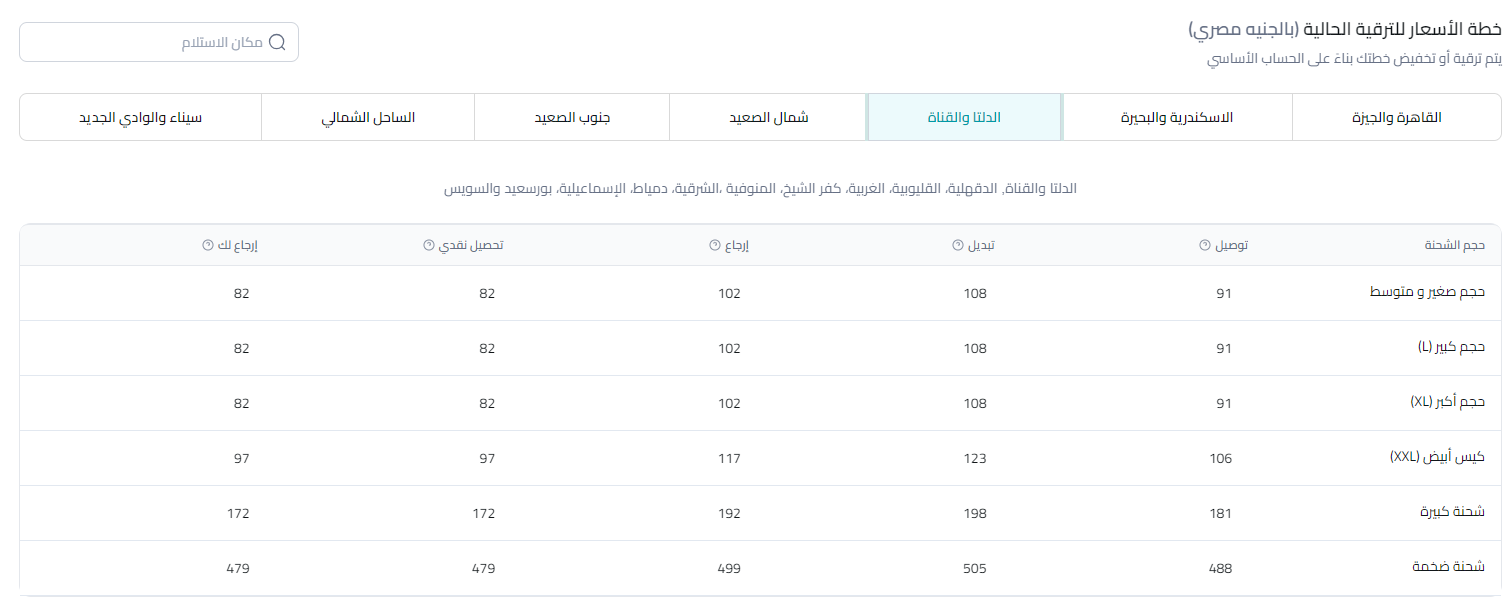 خطة الأسعار للترقية الحالية (بالجنيه مصري)
يتم ترقية أو تخفيض خطتك بناءً على الحساب الأساسي
مكان الاستلام
القاهرة والجيزة الاسكندرية والبحيرة الدلتا والقناة شمال الصعيد جنوب الصعيد الساحل الشمالي سيناء والوادي الجديد
الدلتا والقناة, الدقهلية، القليوبية، الغربية، كفر الشيخ، المنوفية ،الشرقية، دمياط، الإسماعيلية، بورسعيد والسويس
حجم الشحنة توصيل تبديل إرجاع تحصيل نقدي إرجاع لك
حجم صغير و متوسط 91 108 102 82 82
حجم كبير (L) 91 108 102 82 82
حجم أكبر (XL) 91 108 102 82 82
كيس أبيض (XXL) 106 123 117 97 97
شحنة كبيرة 181 198 192 172 172
شحنة ضخمة 488 505 499 479 479